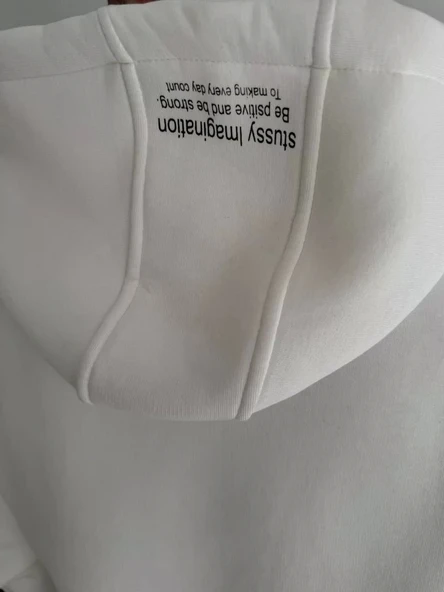 stussy Imagination
Be psitive and be strong.
To making every day count